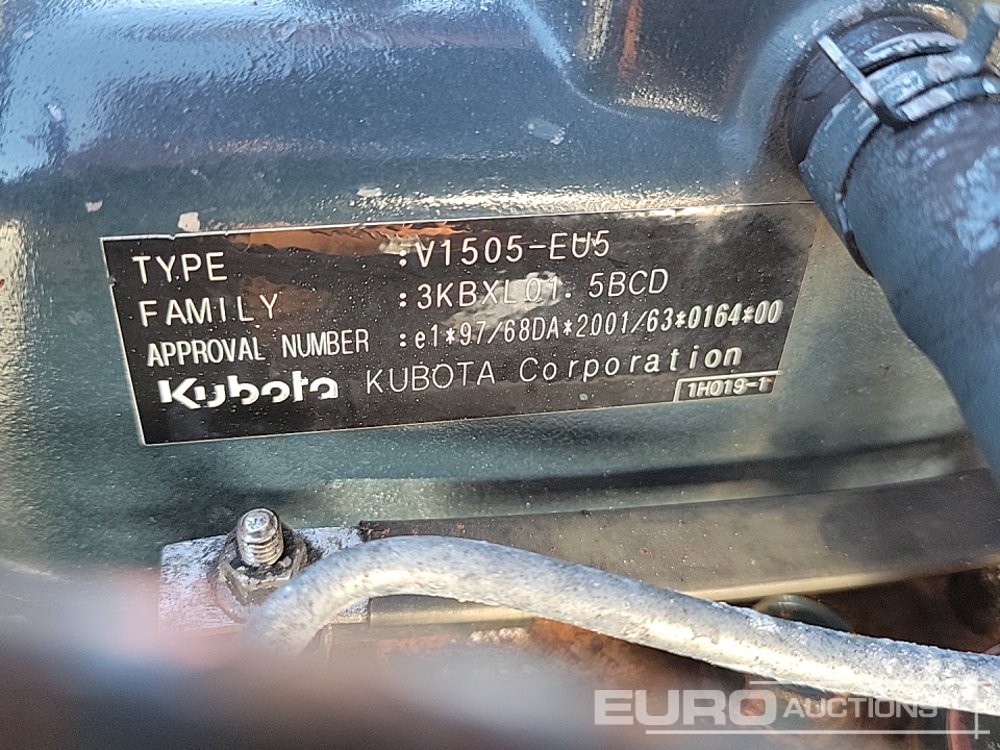 TYPE :V1505-EU5
FAMILY :3KBXL01.5BCD
APPROVAL NUMBER :e1*97/68DA*2001/63*0164*00
Kubota KUBOTA Corporation
1H019-1
EURO AUCTIONS